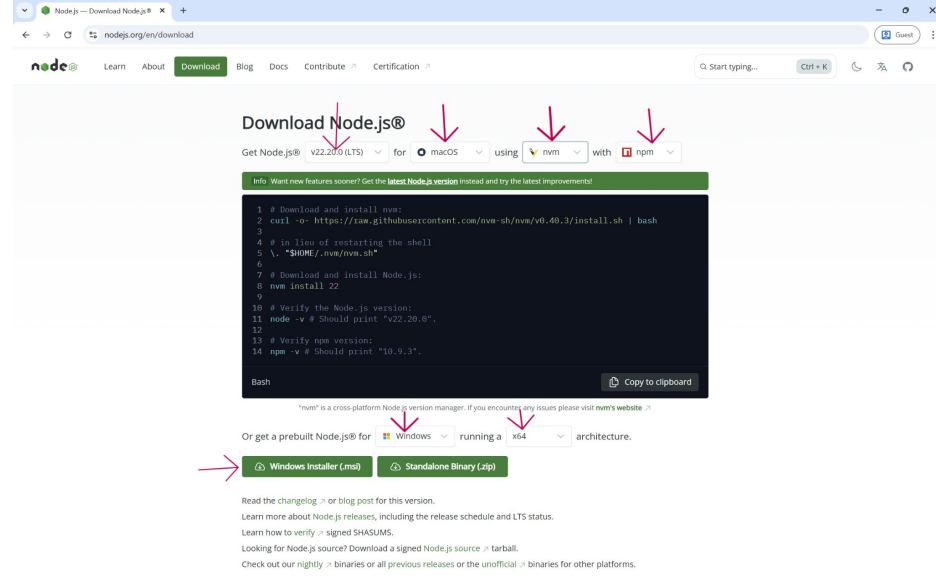 Node.js — Download Node.js®
nodejs.org/en/download
Guest
node Learn About Download Blog Docs Contribute Certification Start typing... Ctrl + K
Download Node.js®
Get Node.js® v22.20.0 (LTS) for macOS using nvm with npm
Info Want new features sooner? Get the latest Node.js version instead and try the latest improvements!
1 # Download and install nvm:
2 curl -o- https://raw.githubusercontent.com/nvm-sh/nvm/v0.40.3/install.sh | bash
3
4 # in lieu of restarting the shell
5 \. "$HOME/.nvm/nvm.sh"
6
7 # Download and install Node.js:
8 nvm install 22
9
10 # Verify the Node.js version:
11 node -v # Should print "v22.20.0".
12
13 # Verify npm version:
14 npm -v # Should print "10.9.3".
Bash Copy to clipboard
"nvm" is a cross-platform Node.js version manager. If you encounter any issues please visit nvm's website
Or get a prebuilt Node.js® for Windows running a x64 architecture.
Windows Installer (.msi) Standalone Binary (.zip)
Read the changelog or blog post for this version.
Learn more about Node.js releases, including the release schedule and LTS status.
Learn how to verify signed SHASUMS.
Looking for Node.js source? Download a signed Node.js source tarball.
Check out our nightly binaries or all previous releases or the unofficial binaries for other platforms.